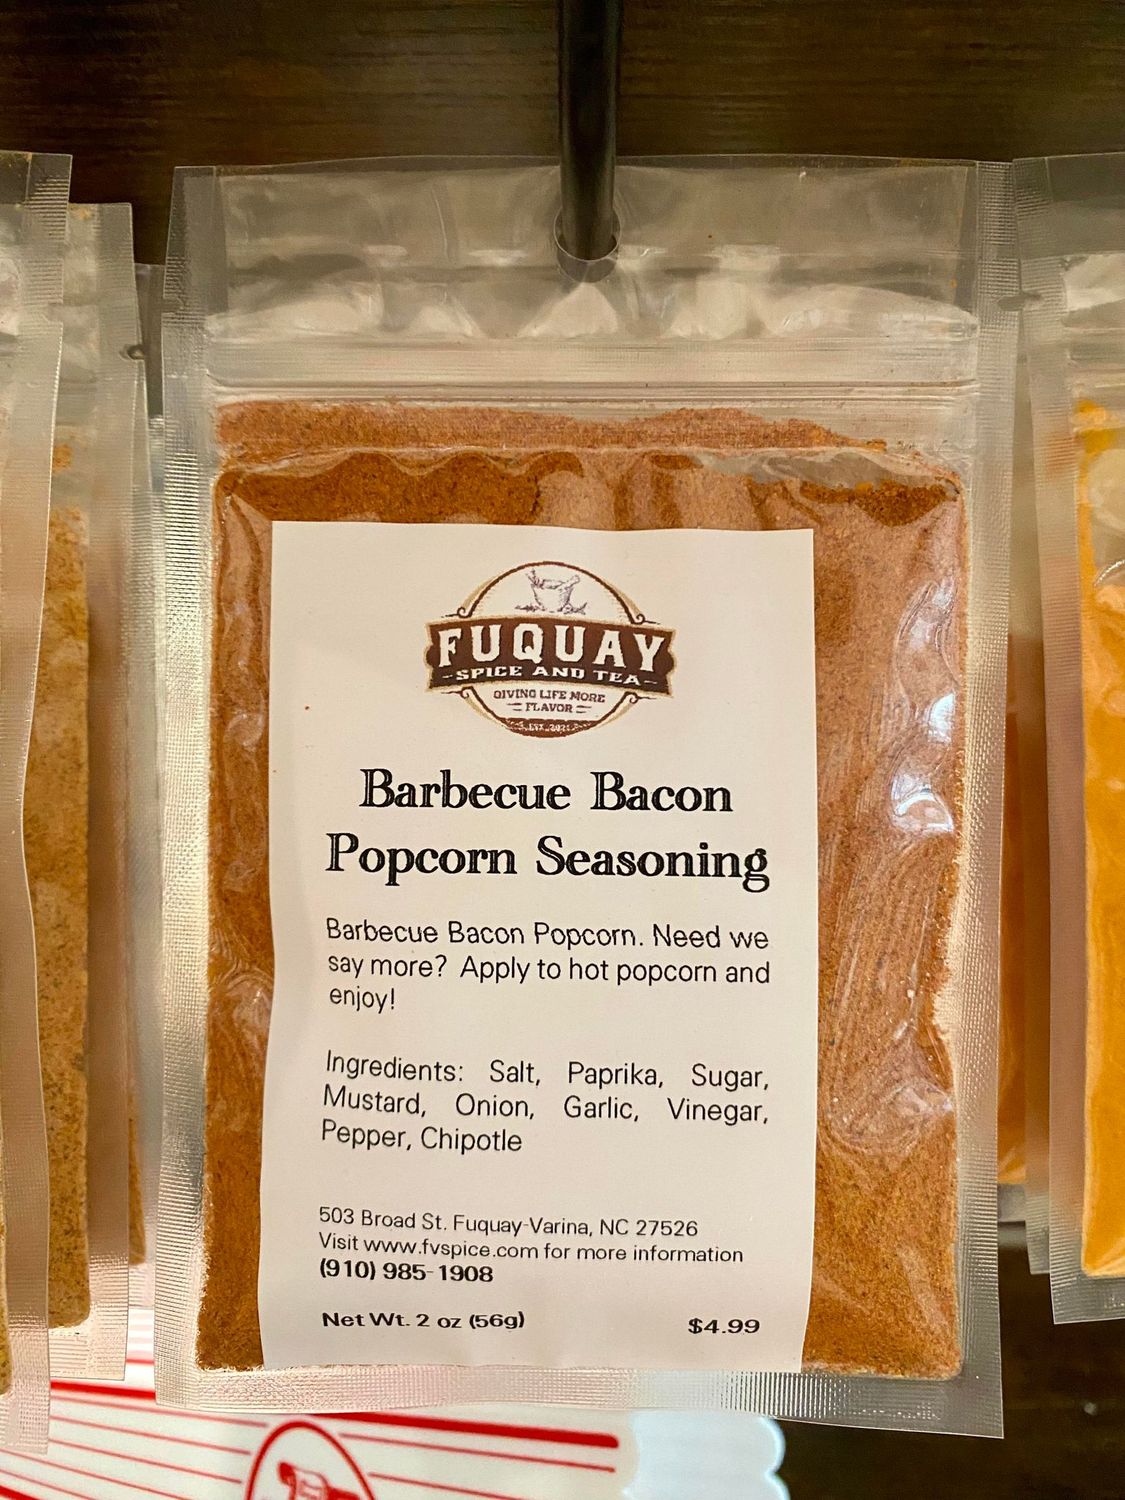 FUQUAY
SPICE AND TEA
GIVING LIFE MORE
FLAVOR
EST. 2021
Barbecue Bacon
Popcorn Seasoning
Barbecue Bacon Popcorn. Need we
say more? Apply to hot popcorn and
enjoy!
Ingredients: Salt, Paprika, Sugar,
Mustard, Onion, Garlic, Vinegar,
Pepper, Chipotle
503 Broad St. Fuquay-Varina, NC 27526
Visit www.fvspice.com for more information
(910) 985-1908
Net Wt. 2 oz (56g) $4.99